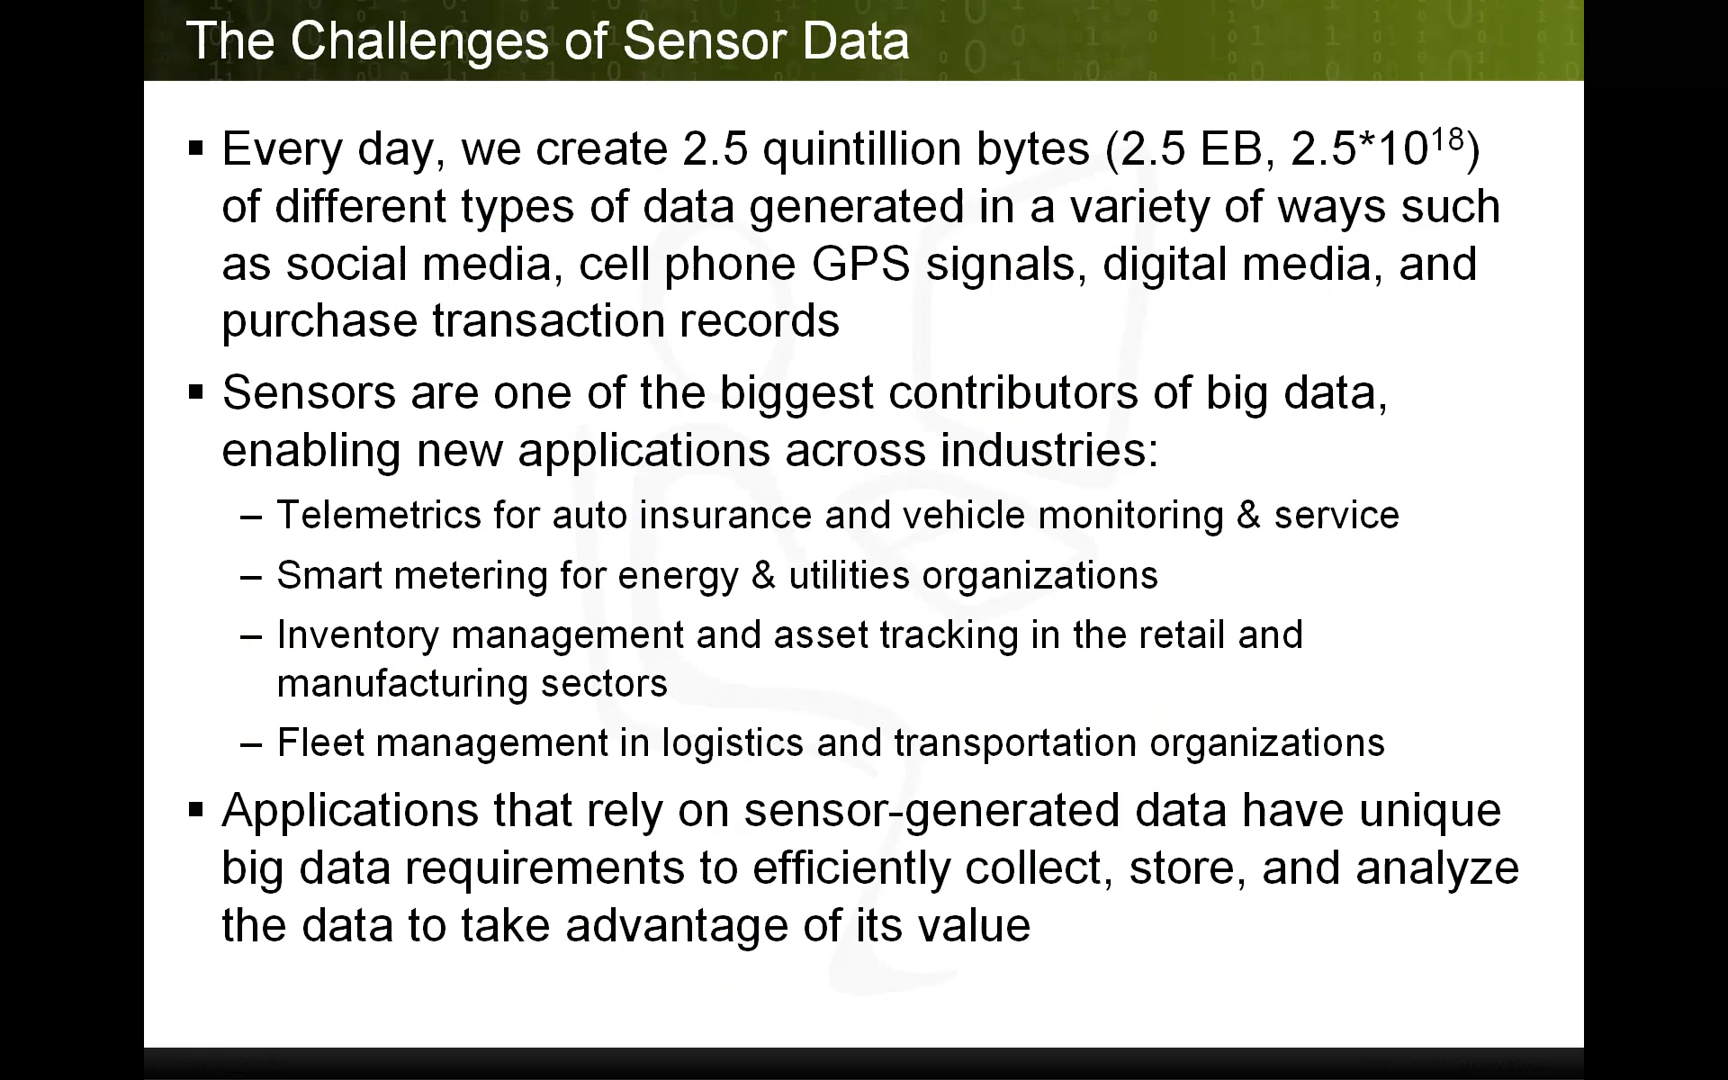 The Challenges of Sensor Data
▪ Every day, we create 2.5 quintillion bytes (2.5 EB, 2.5*10¹⁸)
of different types of data generated in a variety of ways such
as social media, cell phone GPS signals, digital media, and
purchase transaction records
▪ Sensors are one of the biggest contributors of big data,
enabling new applications across industries:
– Telemetrics for auto insurance and vehicle monitoring & service
– Smart metering for energy & utilities organizations
– Inventory management and asset tracking in the retail and
manufacturing sectors
– Fleet management in logistics and transportation organizations
▪ Applications that rely on sensor-generated data have unique
big data requirements to efficiently collect, store, and analyze
the data to take advantage of its value